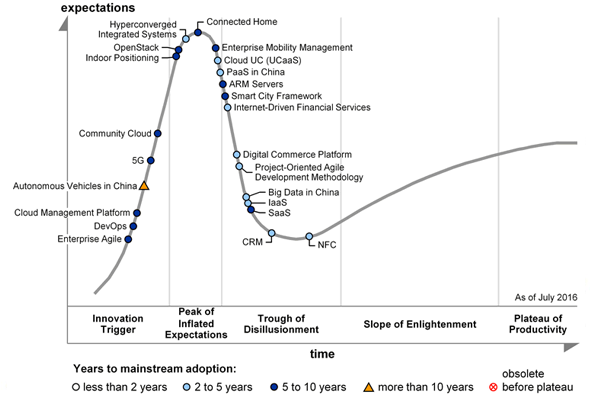 expectations
Connected Home
Hyperconverged
Integrated Systems
OpenStack
Indoor Positioning
Enterprise Mobility Management
Cloud UC (UCaaS)
PaaS in China
ARM Servers
Smart City Framework
Internet-Driven Financial Services
Community Cloud
5G
Autonomous Vehicles in China
Cloud Management Platform
DevOps
Enterprise Agile
Digital Commerce Platform
Project-Oriented Agile
Development Methodology
Big Data in China
IaaS
SaaS
CRM
NFC
As of July 2016
Innovation
Trigger
Peak of
Inflated
Expectations
Trough of
Disillusionment
Slope of Enlightenment
Plateau of
Productivity
time
Years to mainstream adoption:
less than 2 years
2 to 5 years
5 to 10 years
more than 10 years
obsolete
before plateau